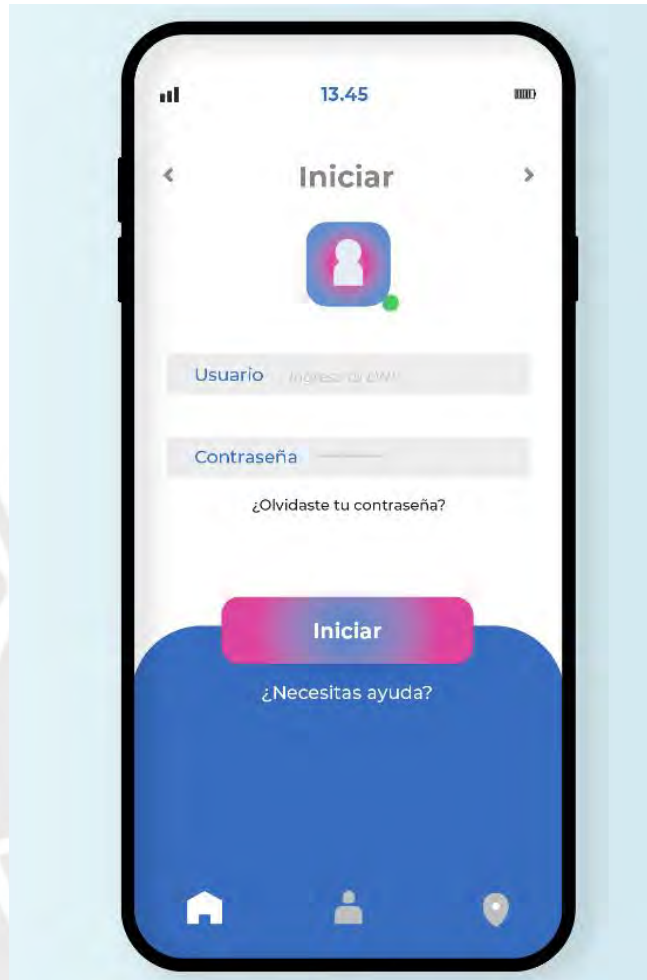 13.45
Iniciar
Usuario
Contraseña
¿Olvidaste tu contraseña?
Iniciar
¿Necesitas ayuda?